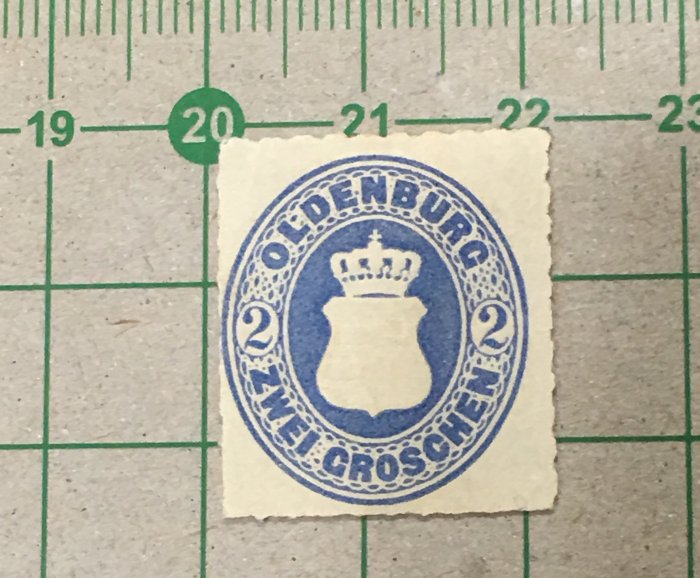 19 20 21 22 23
OLDENBURG
2 2
ZWEI GROSCHEN